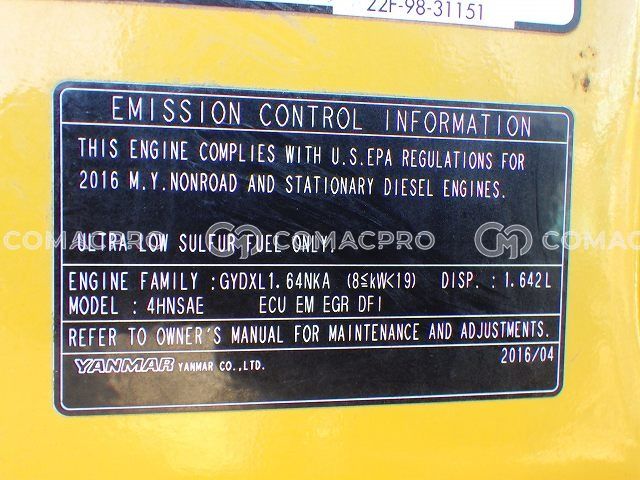 22F-98-31151
EMISSION CONTROL INFORMATION
THIS ENGINE COMPLIES WITH U.S.EPA REGULATIONS FOR
2016 M.Y.NONROAD AND STATIONARY DIESEL ENGINES.
ULTRA LOW SULFUR FUEL ONLY.
COMACPRO COMACPRO COMAC
ENGINE FAMILY :GYDXL1.64NKA (8≤kW<19) DISP. : 1.642L
MODEL : 4HNSAE ECU EM EGR DFI
REFER TO OWNER'S MANUAL FOR MAINTENANCE AND ADJUSTMENTS.
YANMAR YANMAR CO.,LTD. 2016/04